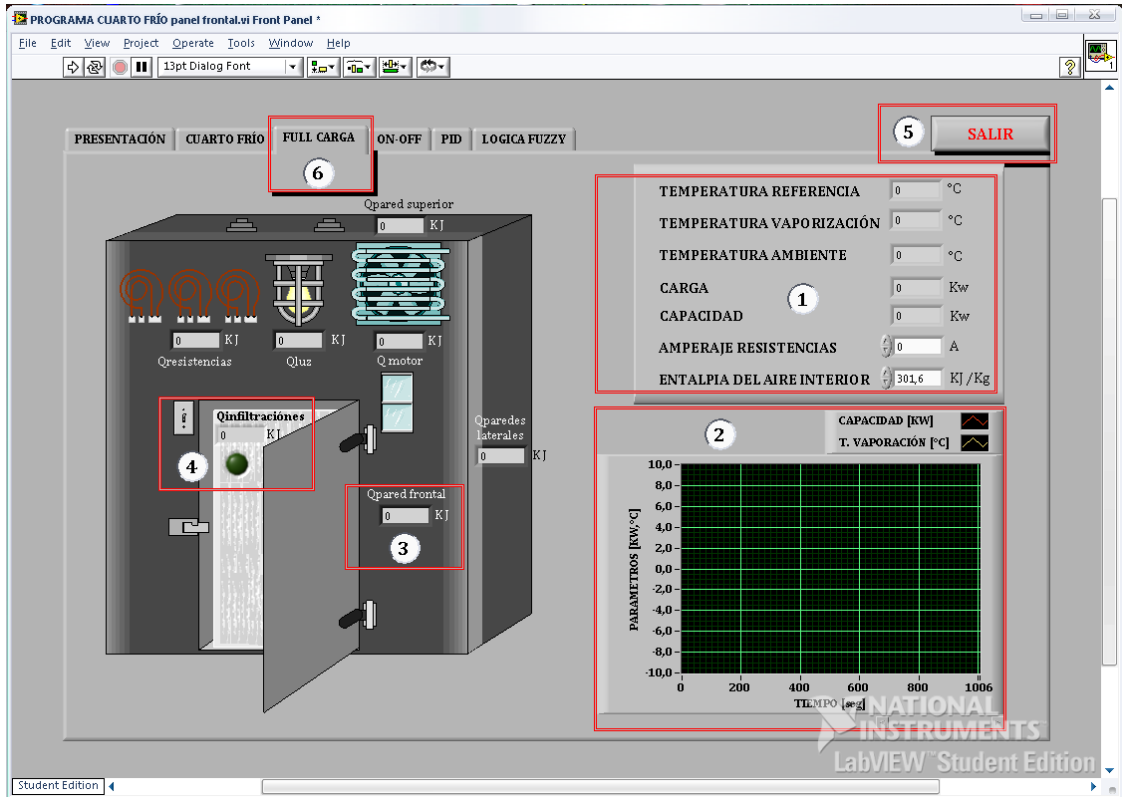 PROGRAMA CUARTO FRÍO panel frontal.vi Front Panel *
File Edit View Project Operate Tools Window Help
13pt Dialog Font
1
PRESENTACIÓN CUARTO FRÍO FULL CARGA ON-OFF PID LOGICA FUZZY
6
5
SALIR
Qpared superior
0 KJ
0 KJ
Qresistencias
0 KJ
Qluz
0 KJ
Q motor
Qinfiltraciónes
0 KJ
4
Qparedes
laterales
0 KJ
Qpared frontal
0 KJ
3
TEMPERATURA REFERENCIA 0 °C
TEMPERATURA VAPORIZACIÓN 0 °C
TEMPERATURA AMBIENTE 0 °C
CARGA 0 Kw
1
CAPACIDAD 0 Kw
AMPERAJE RESISTENCIAS 0 A
ENTALPIA DEL AIRE INTERIOR 301,6 KJ/Kg
2
CAPACIDAD [KW]
T. VAPORACIÓN [°C]
PARAMETROS [KW,°C]
10,0
8,0
6,0
4,0
2,0
0,0
-2,0
-4,0
-6,0
-8,0
-10,0
0 200 400 600 800 1006
TIEMPO [seg]
NATIONAL
INSTRUMENTS
LabVIEW™ Student Edition
Student Edition